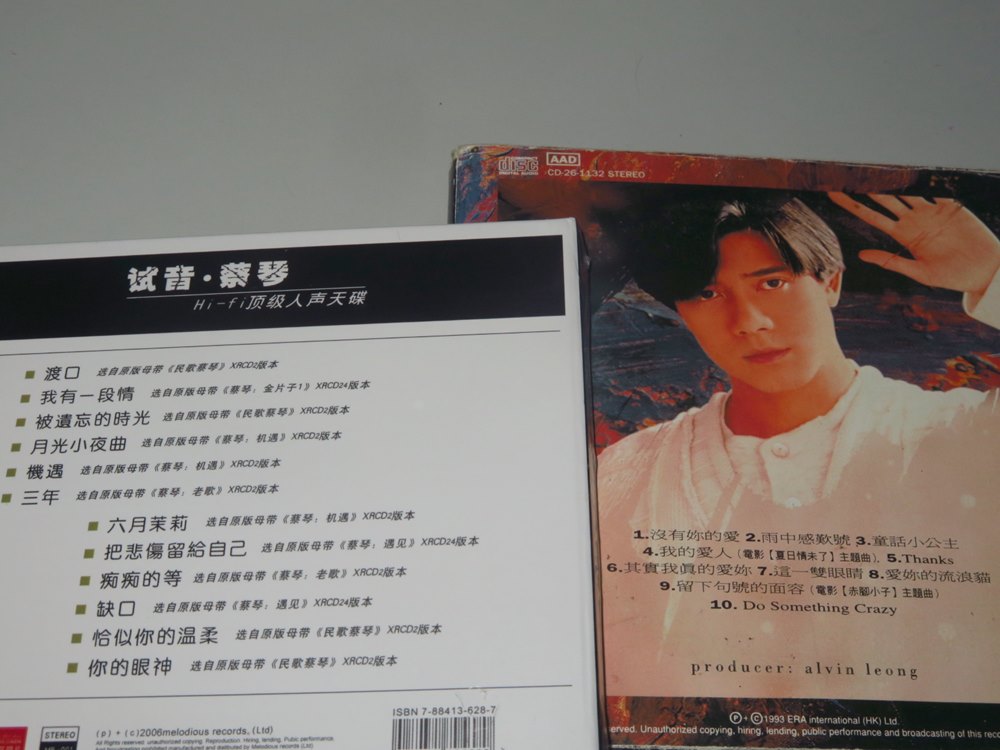 试音·蔡琴
Hi-fi顶级人声天碟
渡口 选自原版母带《民歌蔡琴》XRCD2版本
我有一段情 选自原版母带《蔡琴：金片子1》XRCD24版本
被遺忘的時光 选自原版母带《民歌蔡琴》XRCD2版本
月光小夜曲 选自原版母带《蔡琴：机遇》XRCD2版本
機遇 选自原版母带《蔡琴：机遇》XRCD2版本
三年 选自原版母带《蔡琴：老歌》XRCD2版本
六月茉莉 选自原版母带《蔡琴：机遇》XRCD2版本
把悲傷留給自己 选自原版母带《蔡琴：遇见》XRCD24版本
痴痴的等 选自原版母带《蔡琴：老歌》XRCD2版本
缺口 选自原版母带《蔡琴：遇见》XRCD24版本
恰似你的温柔 选自原版母带《民歌蔡琴》XRCD2版本
你的眼神 选自原版母带《民歌蔡琴》XRCD2版本
ISBN 7-88413-628-7
STEREO
(p) + (c)2006melodious records,(Ltd)
All rights reserved. unauthorized copying. Reproduction. Hiring, lending, Pubic performance.
COMPACT
disc
DIGITAL AUDIO
AAD
CD-26-1132 STEREO
1.沒有妳的愛 2.雨中感歎號 3.童話小公主
4.我的愛人（電影【夏日情未了】主題曲）5.Thanks
6.其實我真的愛妳 7.這一雙眼睛 8.愛妳的流浪貓
9.留下句號的面容（電影【赤腳小子】主題曲）
10. Do Something Crazy
producer: alvin leong
Ⓟ+Ⓒ1993 ERA international (HK) Ltd.
erved. Unauthorized copying, hiring, lending, public performance and broadcasting of this rec